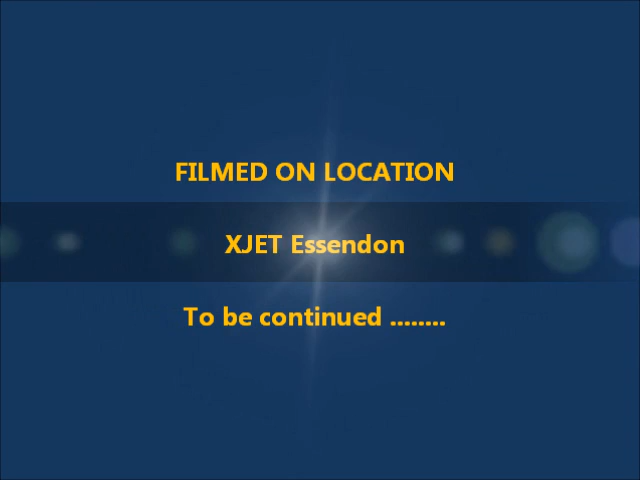 FILMED ON LOCATION
XJET Essendon
To be continued ........